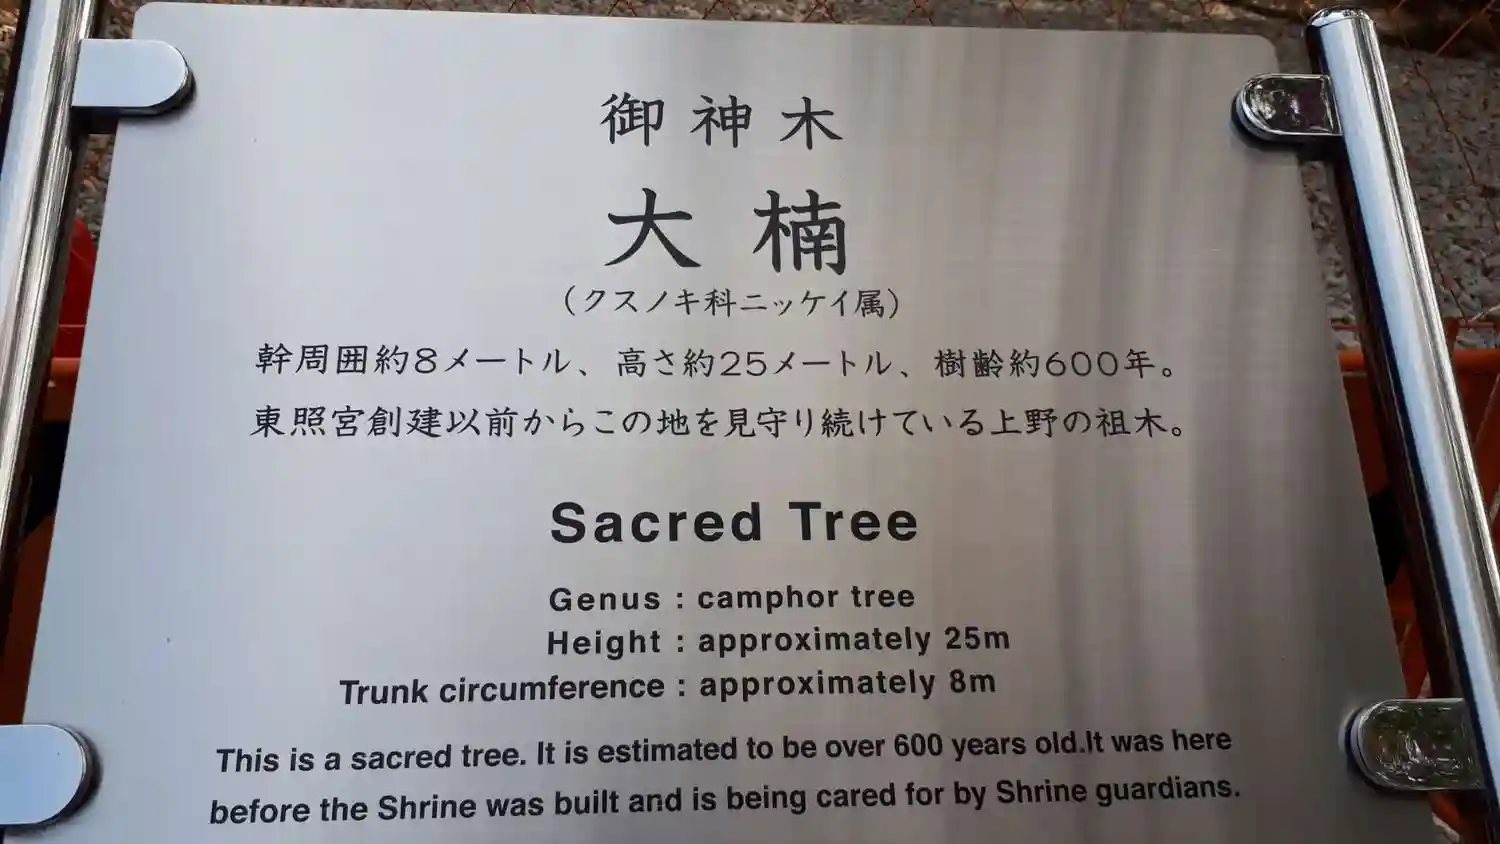 御神木
大楠
（クスノキ科ニッケイ属）
幹周囲約8メートル、高さ約25メートル、樹齢約600年。
東照宮創建以前からこの地を見守り続けている上野の祖木。
Sacred Tree
Genus : camphor tree
Height : approximately 25m
Trunk circumference : approximately 8m
This is a sacred tree. It is estimated to be over 600 years old.It was here
before the Shrine was built and is being cared for by Shrine guardians.